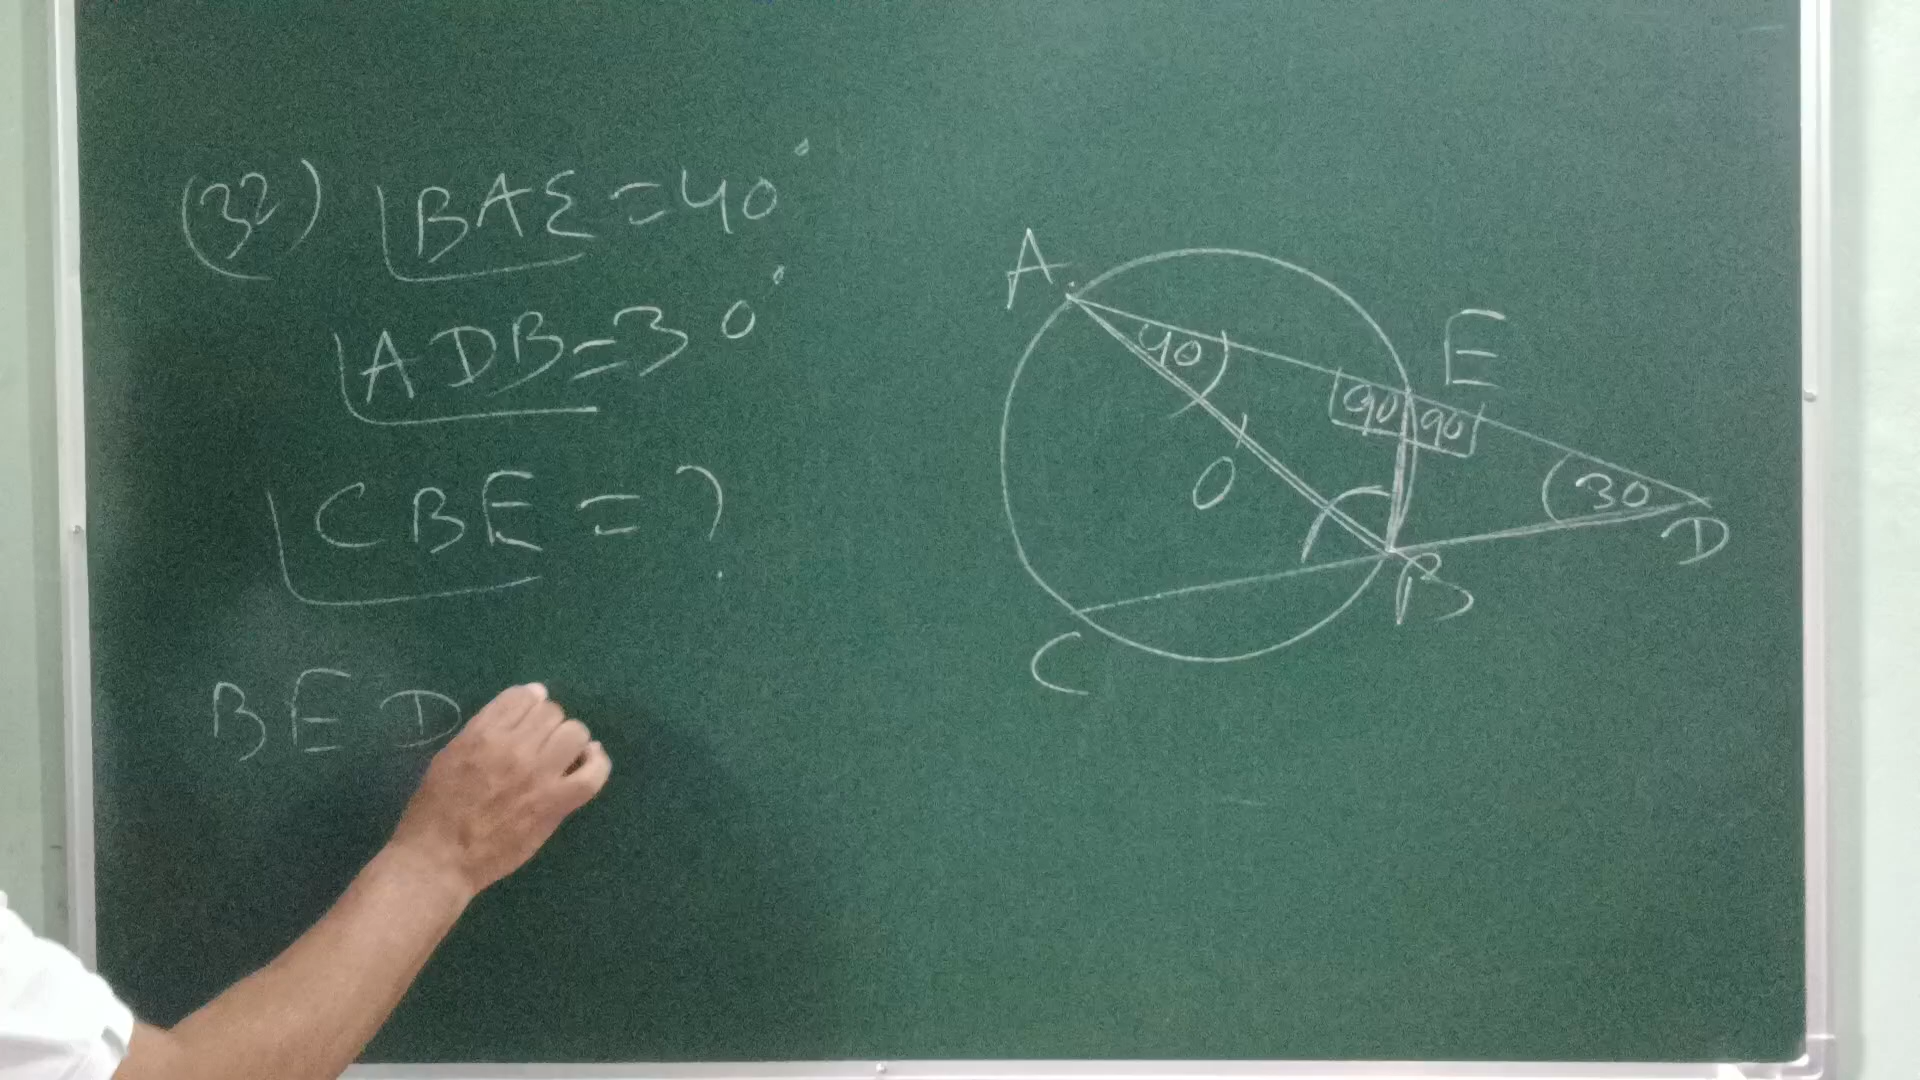 (32) ∠BAE = 40°
∠ADB = 30°
∠CBE = ?
BED
A
E
40
90
90
30
O
D
B
C